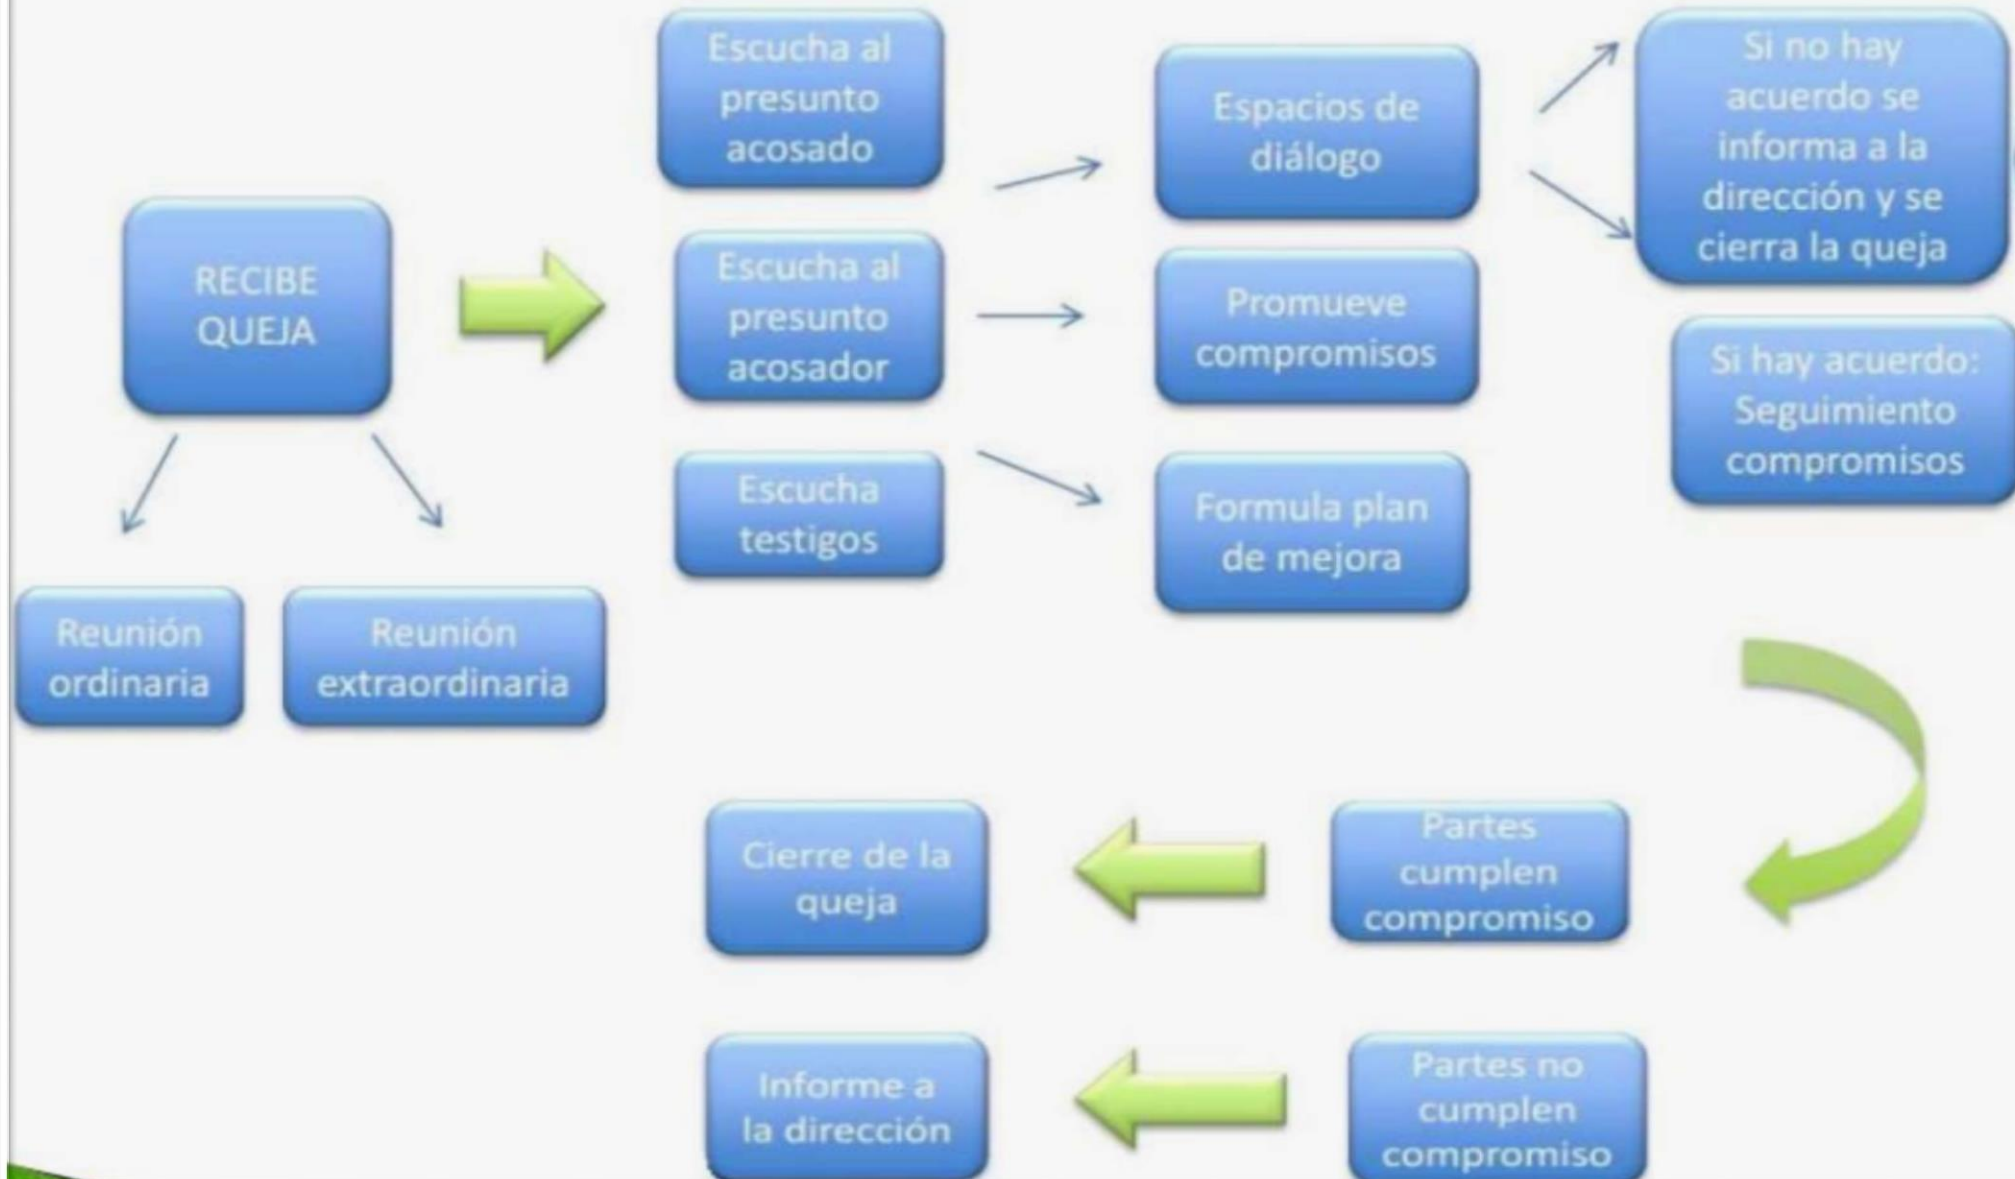 RECIBE
QUEJA
Reunión
ordinaria
Reunión
extraordinaria
Escucha al
presunto
acosado
Escucha al
presunto
acosador
Escucha
testigos
Espacios de
diálogo
Promueve
compromisos
Formula plan
de mejora
Si no hay
acuerdo se
informa a la
dirección y se
cierra la queja
Si hay acuerdo:
Seguimiento
compromisos
Partes
cumplen
compromiso
Cierre de la
queja
Partes no
cumplen
compromiso
Informe a
la dirección